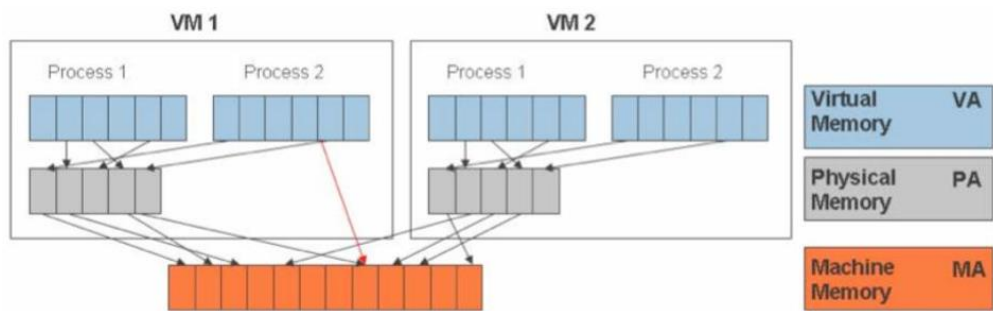 VM 1
VM 2
Process 1
Process 2
Process 1
Process 2
Virtual VA
Memory
Physical PA
Memory
Machine MA
Memory